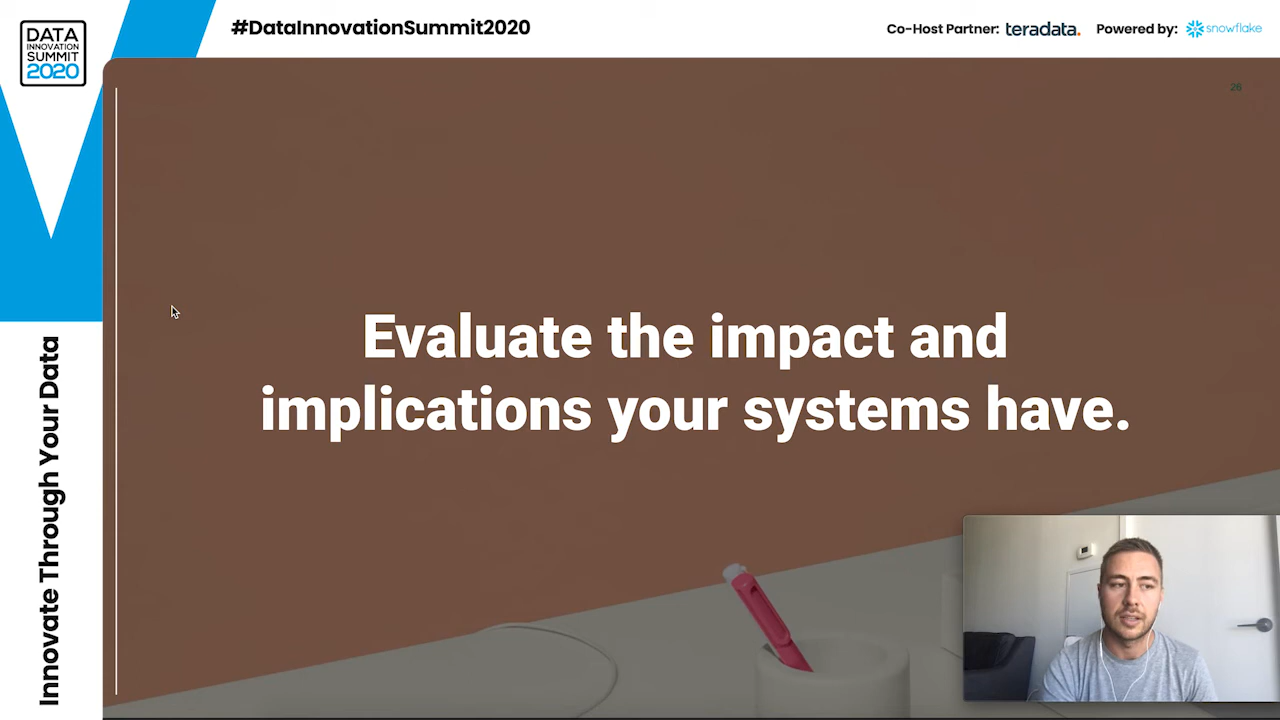 DATA
INNOVATION
SUMMIT
2020
#DataInnovationSummit2020
Co-Host Partner: teradata.
Powered by: snowflake
26
Evaluate the impact and
implications your systems have.
Innovate Through Your Data